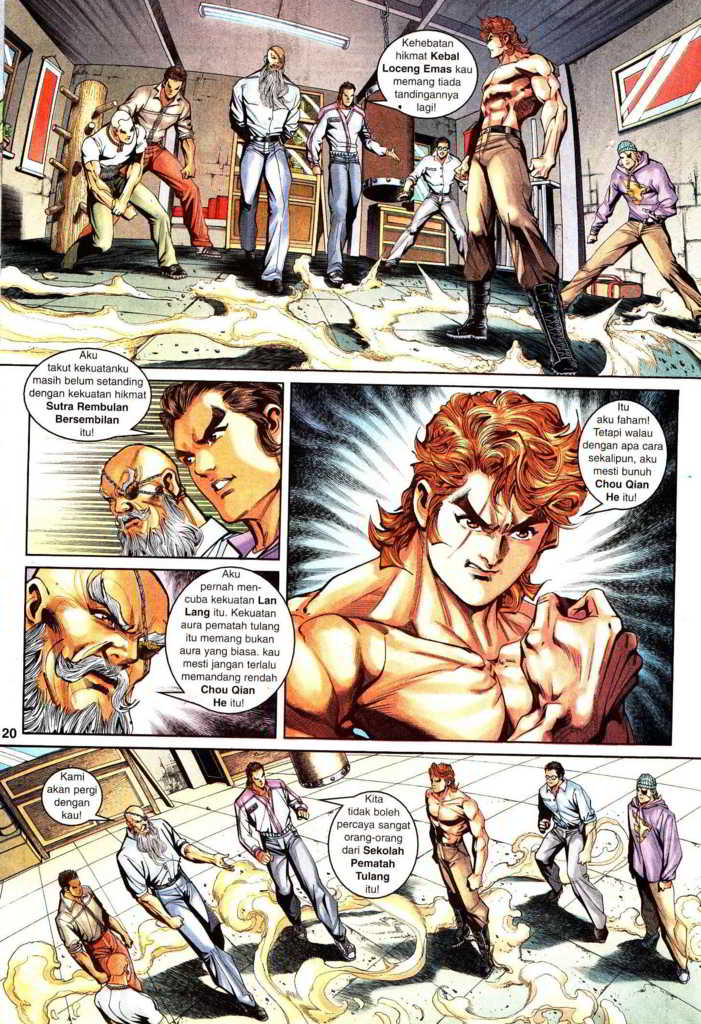 Kehebatan
hikmat Kebal
Loceng Emas kau
memang tiada
tandingannya
lagi!
Aku
takut kekuatanku
masih belum setanding
dengan kekuatan hikmat
Sutra Rembulan
Bersembilan
itu!
Itu
aku faham!
Tetapi walau
dengan apa cara
sekalipun, aku
mesti bunuh
Chou Qian
He itu!
Aku
pernah men-
cuba kekuatan Lan
Lang itu. Kekuatan
aura pematah tulang
itu memang bukan
aura yang biasa. kau
mesti jangan terlalu
memandang rendah
Chou Qian
He itu!
20
Kami
akan pergi
dengan
kau!
Kita
tidak boleh
percaya sangat
orang-orang
dari Sekolah
Pematah
Tulang
itu!